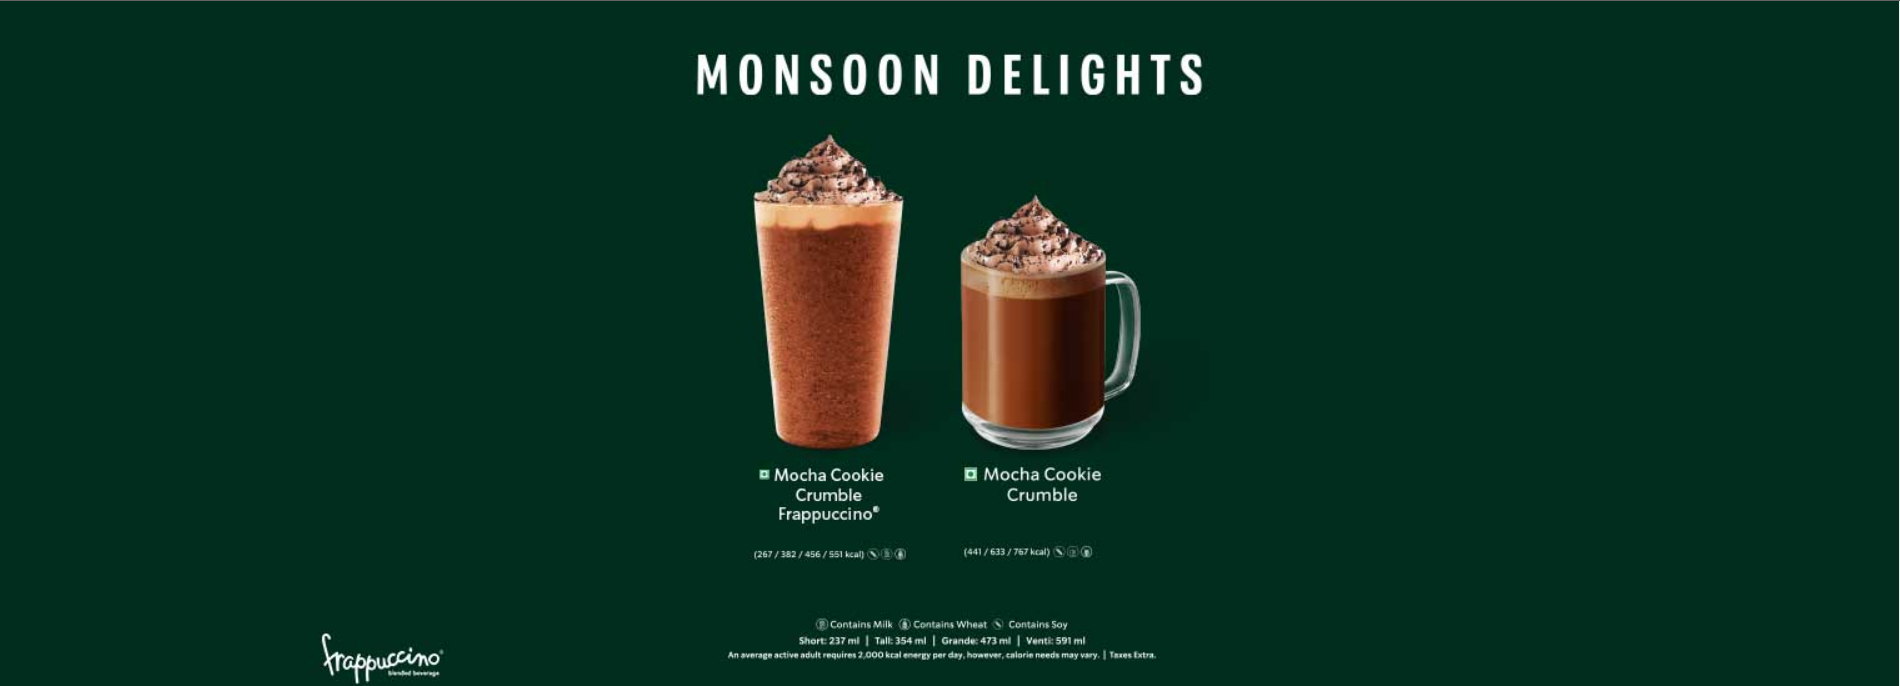 MONSOON DELIGHTS
Mocha Cookie
Crumble
Frappuccino®
(267 / 382 / 456 / 551 kcal)
Mocha Cookie
Crumble
(441 / 633 / 767 kcal)
Contains Milk Contains Wheat Contains Soy
Short: 237 ml | Tall: 354 ml | Grande: 473 ml | Venti: 591 ml
An average active adult requires 2,000 kcal energy per day, however, calorie needs may vary. | Taxes Extra.
frappuccino®
blended beverage